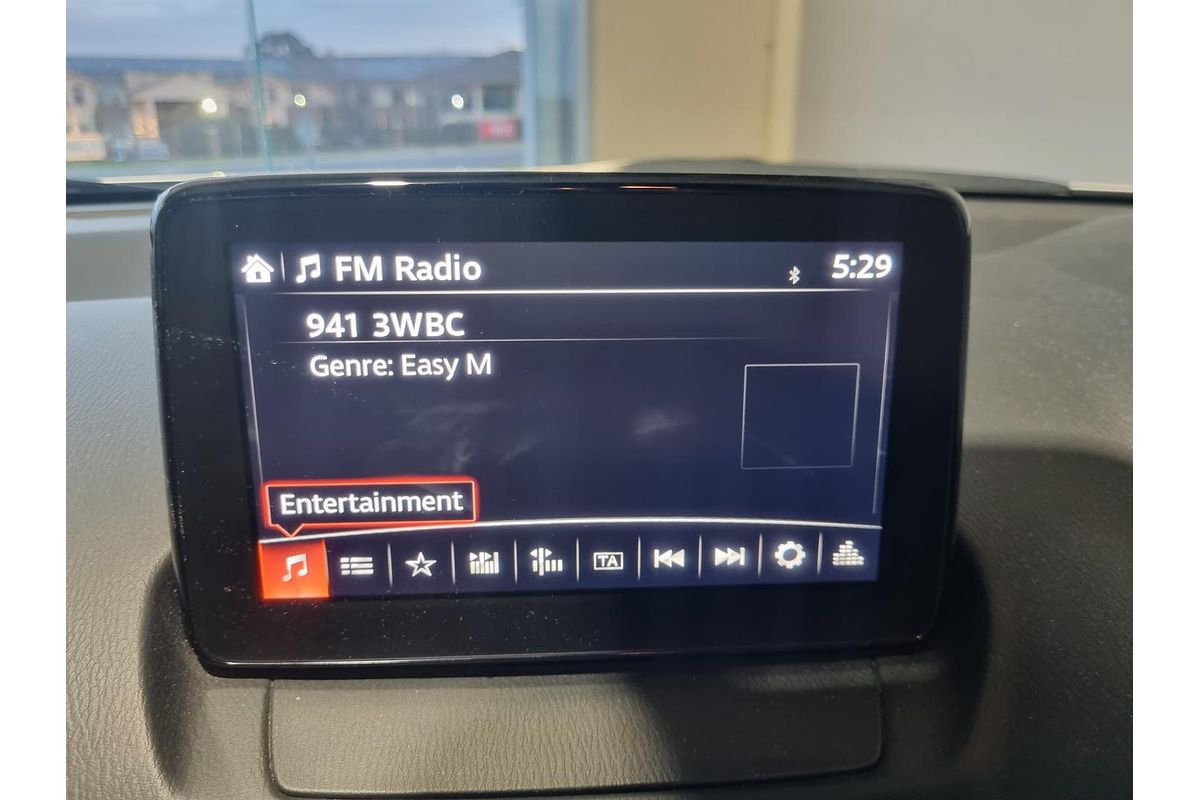 FM Radio
5:29
941 3WBC
Genre: Easy M
Entertainment
TA